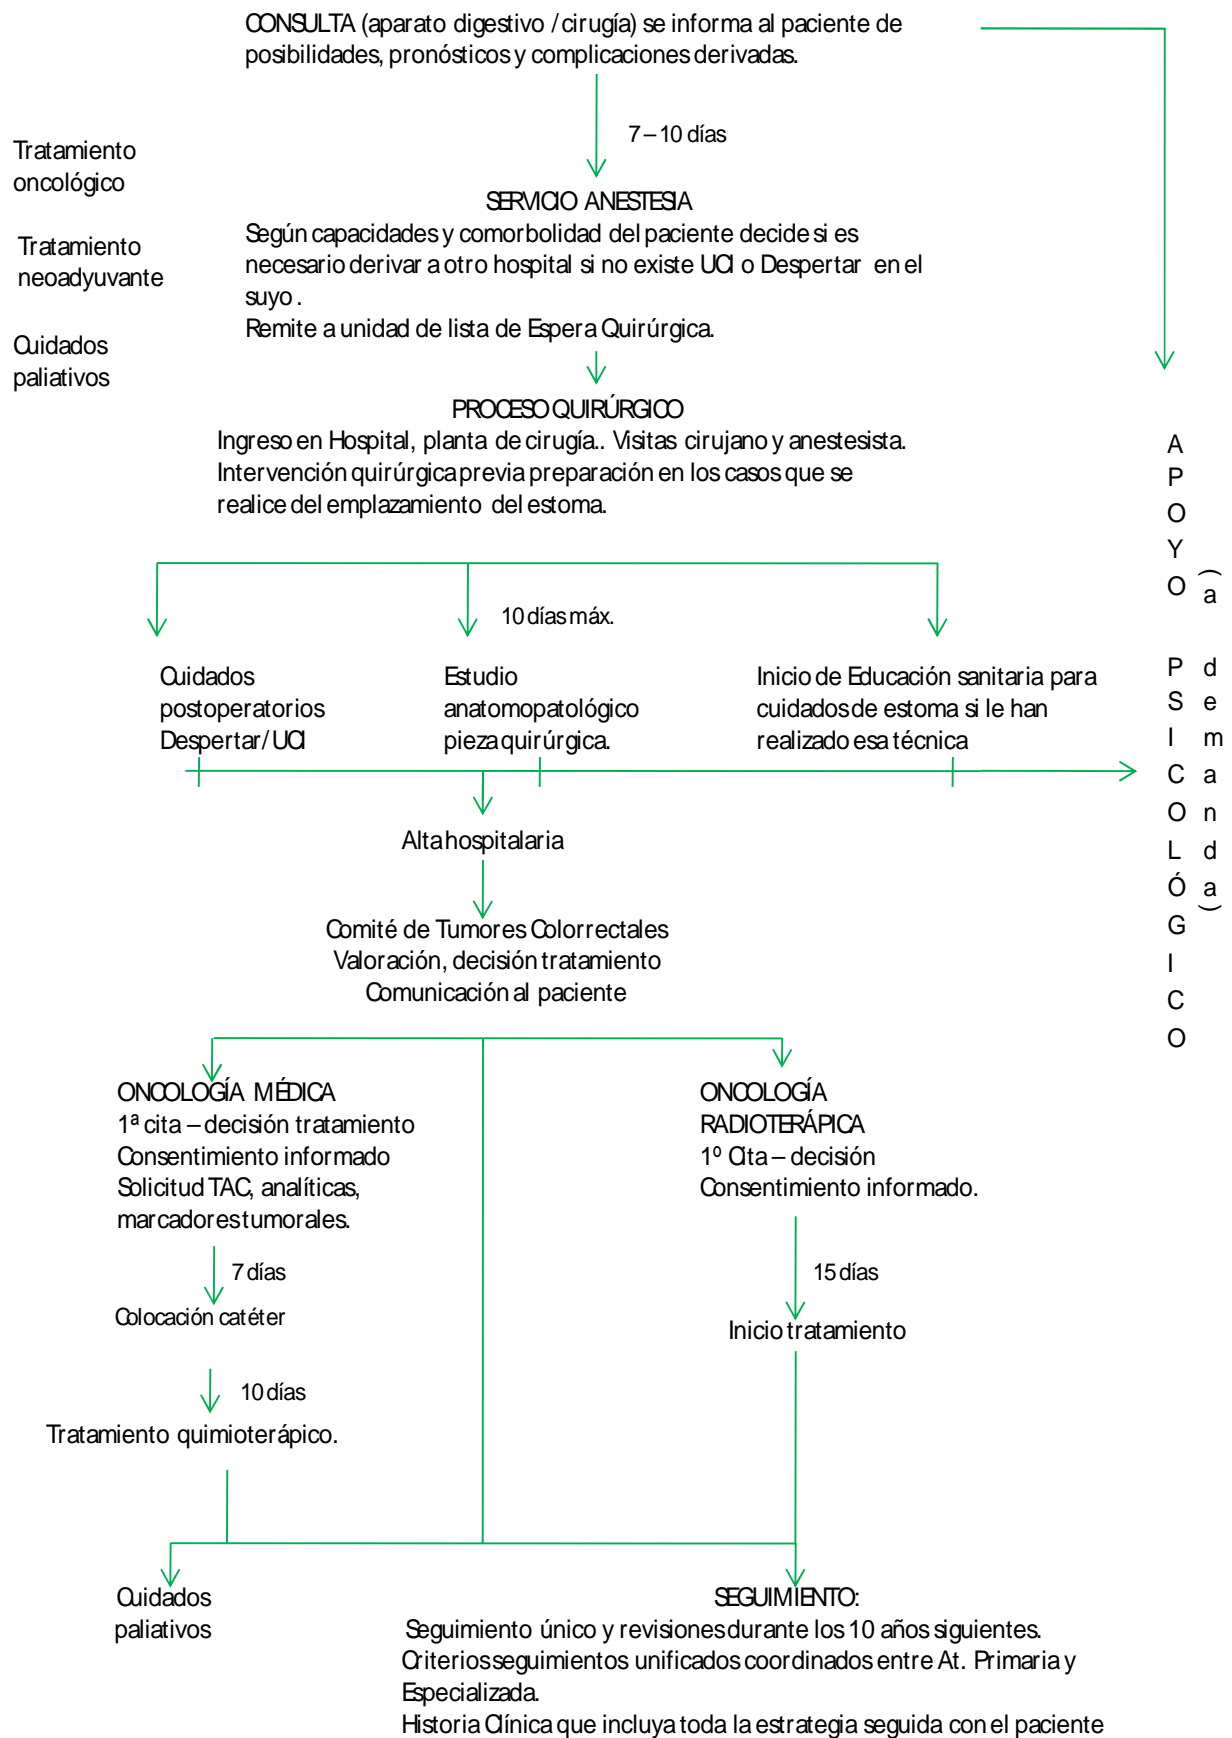 CONSULTA (aparato digestivo / cirugía) se informa al paciente de
posibilidades, pronósticos y complicaciones derivadas.
7 – 10 días
Tratamiento
oncológico
Tratamiento
neoadyuvante
Cuidados
paliativos
SERVICIO ANESTESIA
Según capacidades y comorbolidad del paciente decide si es
necesario derivar a otro hospital si no existe UCI o Despertar en el
suyo .
Remite a unidad de lista de Espera Quirúrgica.
PROCESO QUIRÚRGICO
Ingreso en Hospital, planta de cirugía.. Visitas cirujano y anestesista.
Intervención quirúrgica previa preparación en los casos que se
realice del emplazamiento del estoma.
10 días máx.
Cuidados
postoperatorios
Despertar/ UCI
Estudio
anatomopatológico
pieza quirúrgica.
Inicio de Educación sanitaria para
cuidados de estoma si le han
realizado esa técnica
APOYO PSICOLÓGICO
(a demanda)
Alta hospitalaria
Comité de Tumores Colorrectales
Valoración, decisión tratamiento
Comunicación al paciente
ONCOLOGÍA MÉDICA
1ª cita – decisión tratamiento
Consentimiento informado
Solicitud TAC, analíticas,
marcadores tumorales.
7 días
Colocación catéter
10 días
Tratamiento quimioterápico.
ONCOLOGÍA
RADIOTERÁPICA
1º Cita – decisión
Consentimiento informado.
15 días
Inicio tratamiento
Cuidados
paliativos
SEGUIMIENTO:
Seguimiento único y revisiones durante los 10 años siguientes.
Criterios seguimientos unificados coordinados entre At. Primaria y
Especializada.
Historia Clínica que incluya toda la estrategia seguida con el paciente